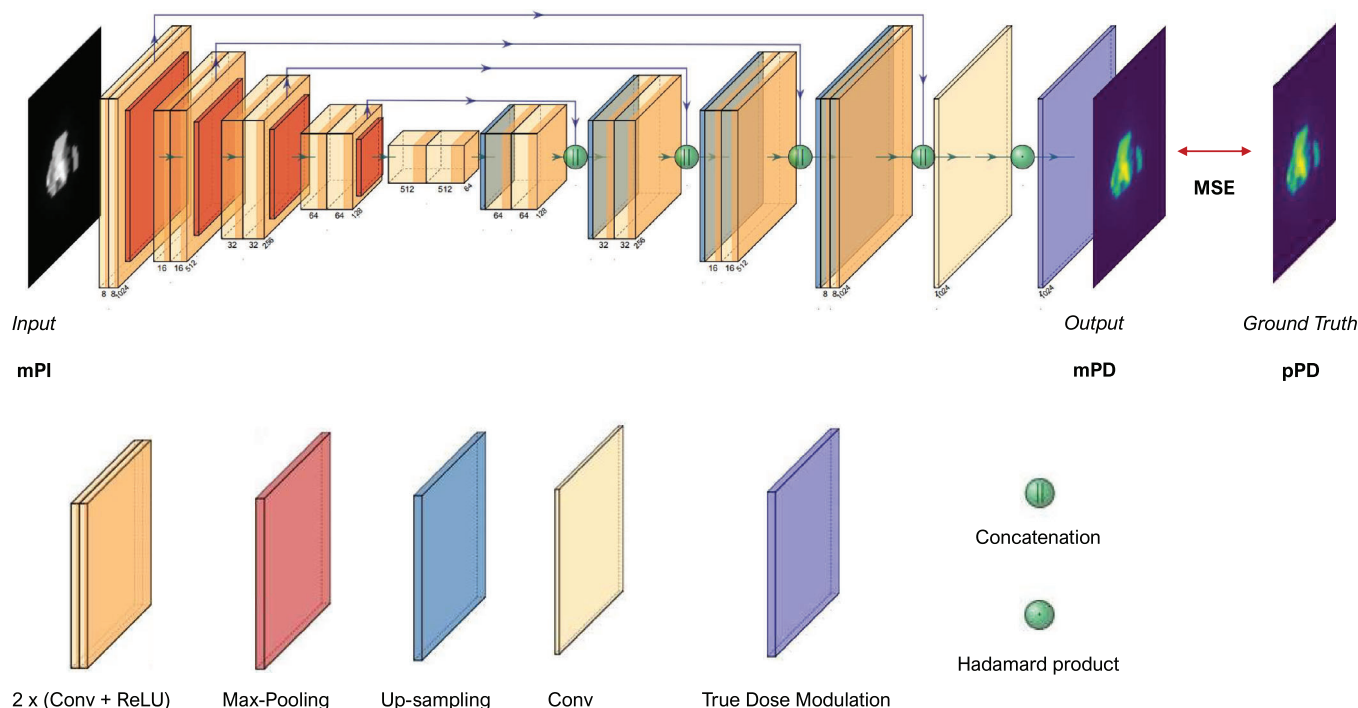 8 8 1024
16 16 512
32 32 256
64 64 128
512 512 64
64 64 128
32 32 256
16 16 512
8 8 1024
1024
1024
MSE
Input
Output
Ground Truth
mPI
mPD
pPD
Concatenation
Hadamard product
2 x (Conv + ReLU)
Max-Pooling
Up-sampling
Conv
True Dose Modulation